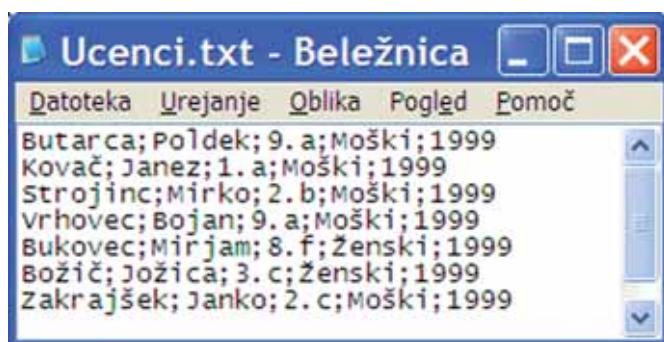 Ucenci.txt - Beležnica
Datoteka Urejanje Oblika Pogled Pomoč
Butarca;Poldek;9.a;Moški;1999
Kovač;Janez;1.a;Moški;1999
Strojinc;Mirko;2.b;Moški;1999
Vrhovec;Bojan;9.a;Moški;1999
Bukovec;Mirjam;8.f;Ženski;1999
Božič;Jožica;3.c;Ženski;1999
Zakrajšek;Janko;2.c;Moški;1999